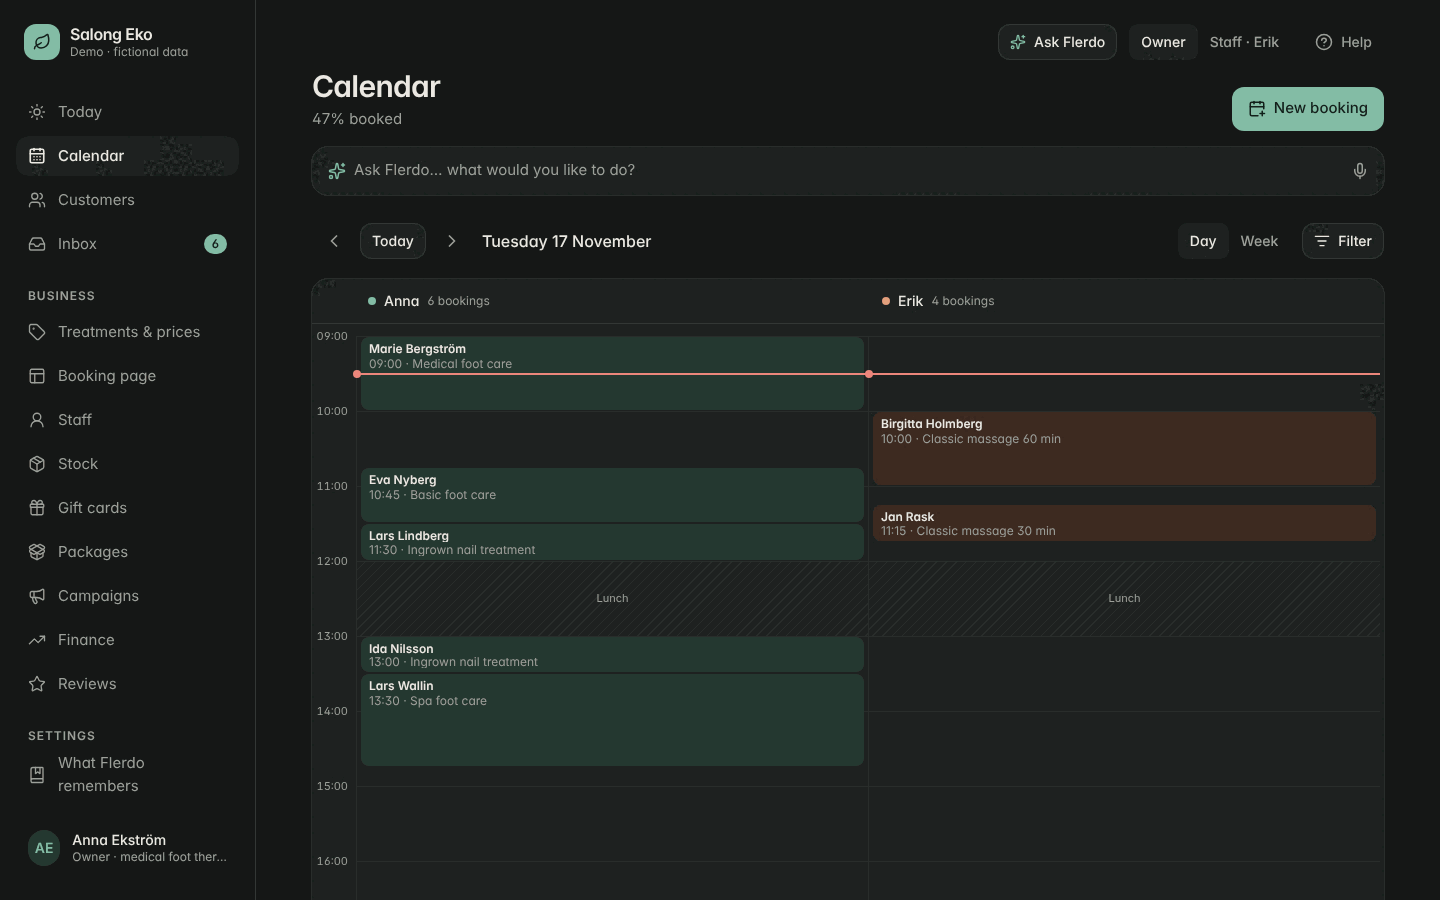 Salong Eko
Demo · fictional data
Today
Calendar
Customers
Inbox 6
BUSINESS
Treatments & prices
Booking page
Staff
Stock
Gift cards
Packages
Campaigns
Finance
Reviews
SETTINGS
What Flerdo
remembers
AE
Anna Ekström
Owner · medical foot ther...
Ask Flerdo Owner Staff · Erik Help
Calendar
47% booked
New booking
Ask Flerdo... what would you like to do?
Today Tuesday 17 November Day Week Filter
Anna 6 bookings Erik 4 bookings
09:00
Marie Bergström
09:00 · Medical foot care
10:00
Birgitta Holmberg
10:00 · Classic massage 60 min
Eva Nyberg
10:45 · Basic foot care
11:00
Jan Rask
11:15 · Classic massage 30 min
Lars Lindberg
11:30 · Ingrown nail treatment
12:00
Lunch Lunch
13:00
Ida Nilsson
13:00 · Ingrown nail treatment
Lars Wallin
13:30 · Spa foot care
14:00
15:00
16:00